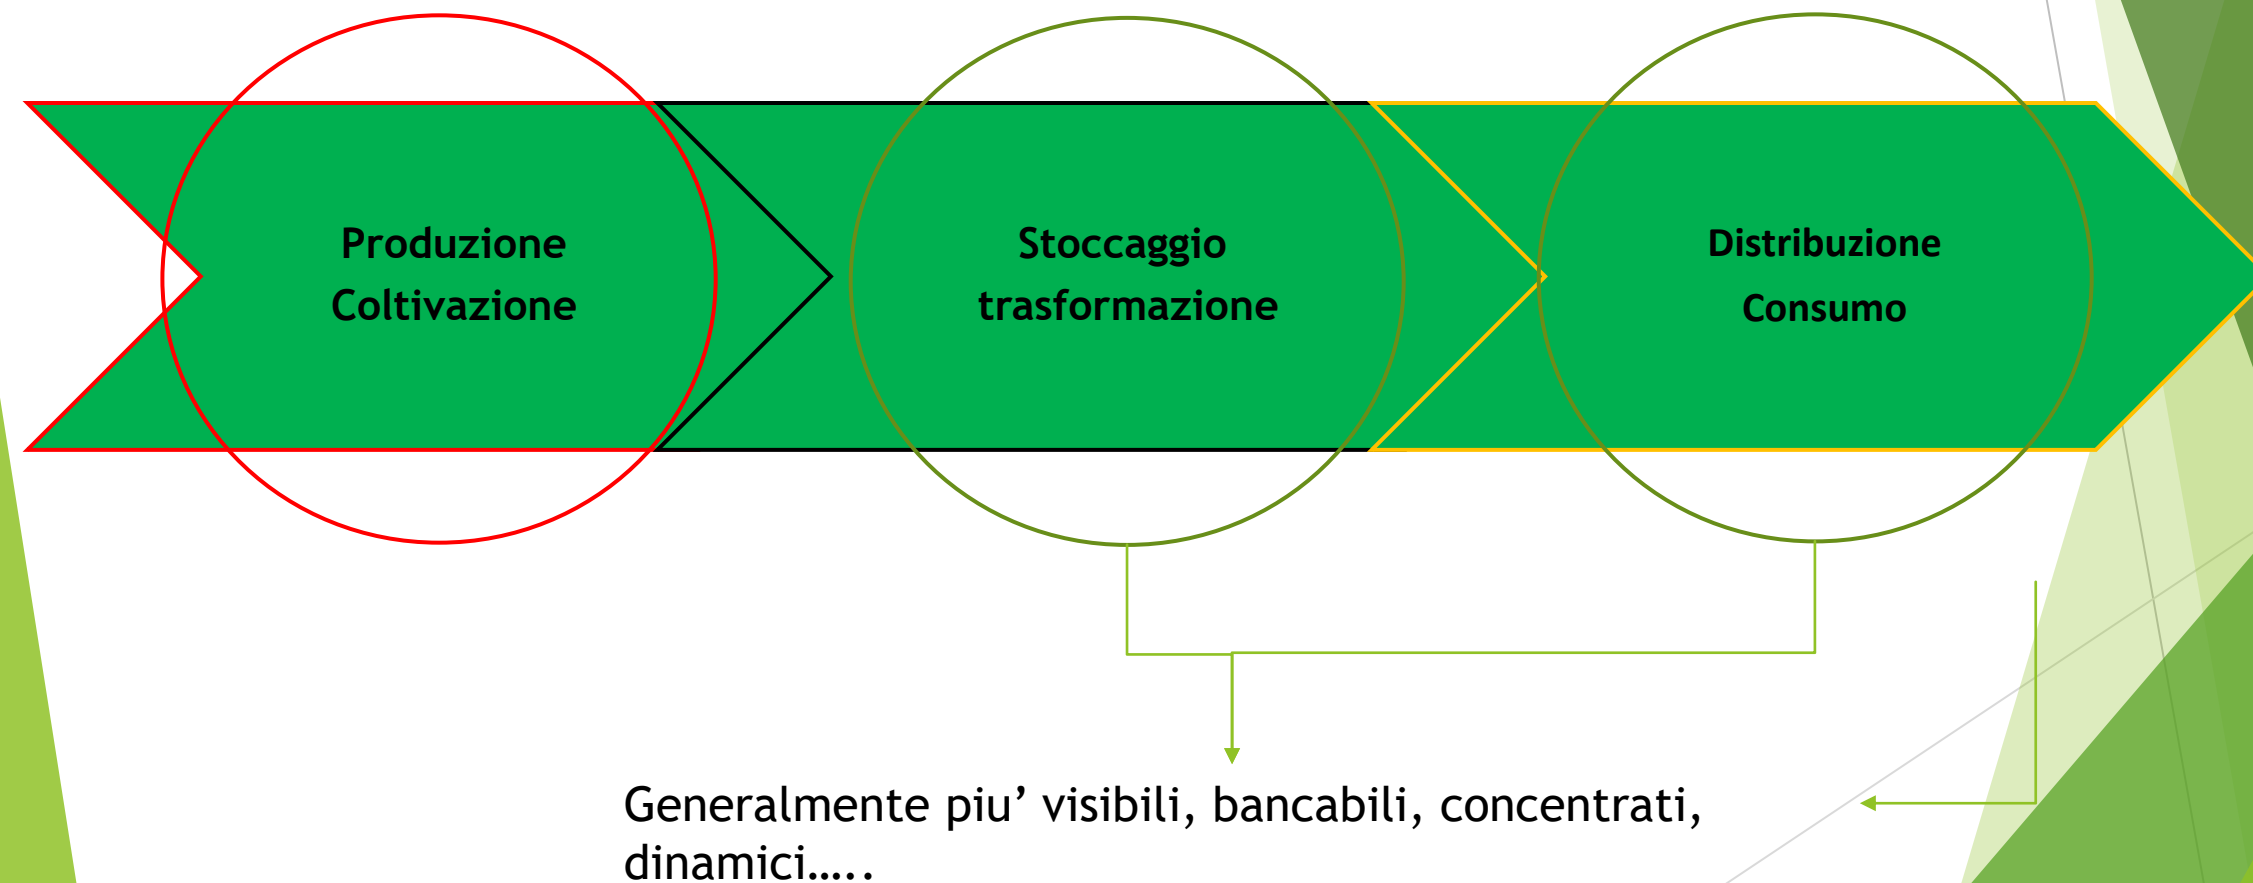 Produzione
Coltivazione
Stoccaggio
trasformazione
Distribuzione
Consumo
Generalmente piu’ visibili, bancabili, concentrati,
dinamici…..